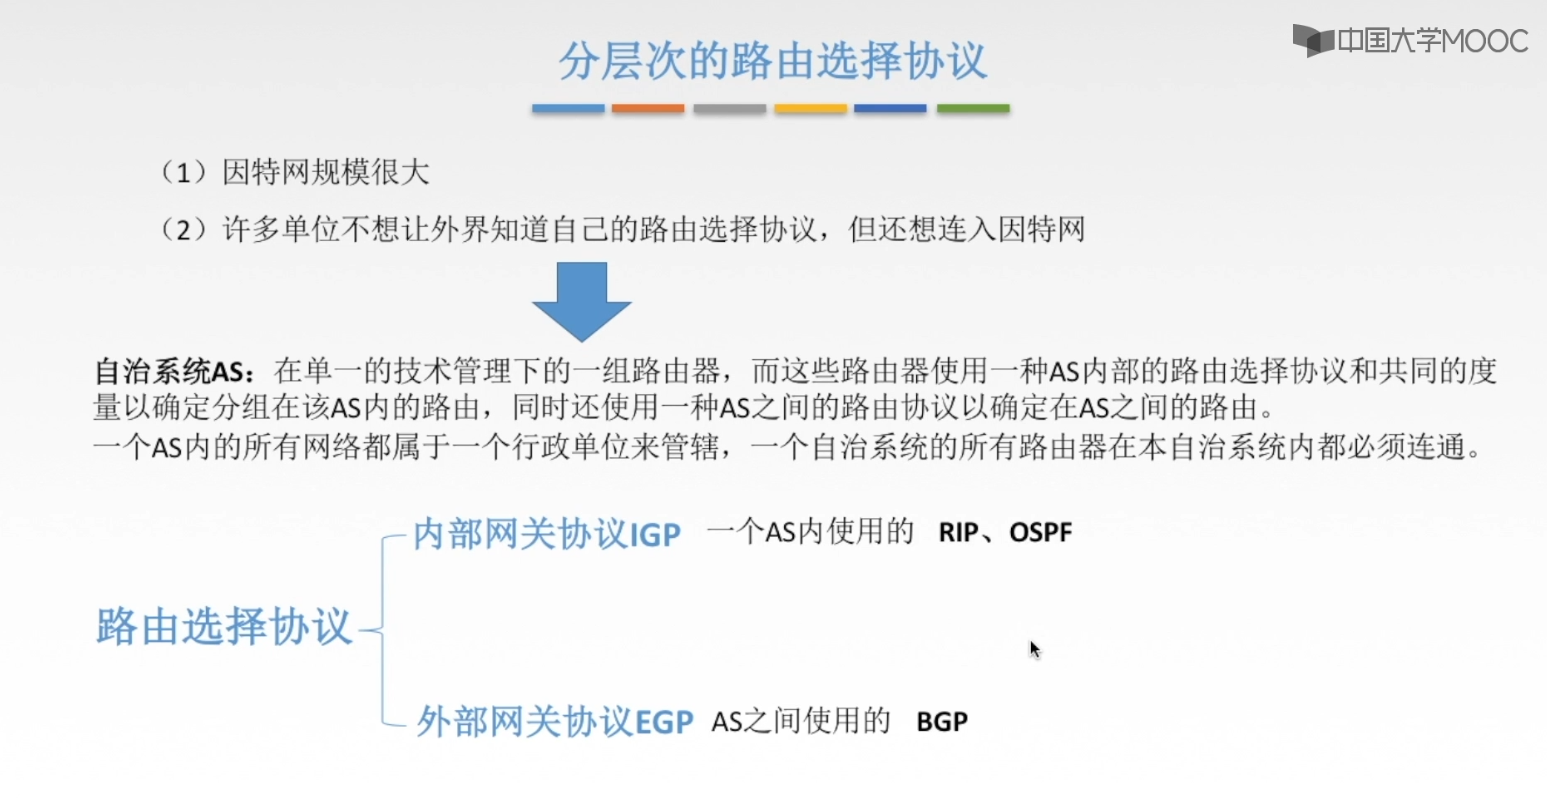 中国大学MOOC
分层次的路由选择协议
（1）因特网规模很大
（2）许多单位不想让外界知道自己的路由选择协议，但还想连入因特网
自治系统AS：在单一的技术管理下的一组路由器，而这些路由器使用一种AS内部的路由选择协议和共同的度
量以确定分组在该AS内的路由，同时还使用一种AS之间的路由协议以确定在AS之间的路由。
一个AS内的所有网络都属于一个行政单位来管辖，一个自治系统的所有路由器在本自治系统内都必须连通。
内部网关协议IGP 一个AS内使用的 RIP、OSPF
路由选择协议
外部网关协议EGP AS之间使用的 BGP